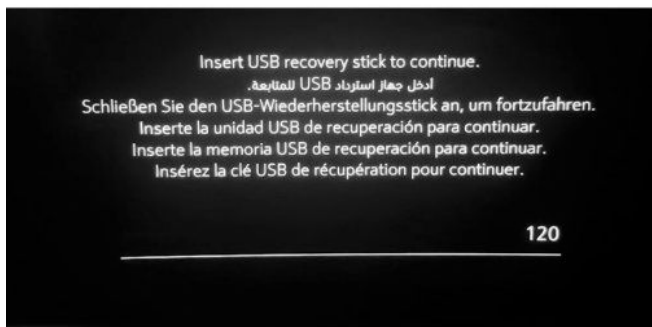 Insert USB recovery stick to continue.
أدخل جهاز استرداد USB للمتابعة.
Schließen Sie den USB-Wiederherstellungsstick an, um fortzufahren.
Inserte la unidad USB de recuperación para continuar.
Inserte la memoria USB de recuperación para continuar.
Insérez la clé USB de récupération pour continuer.
120